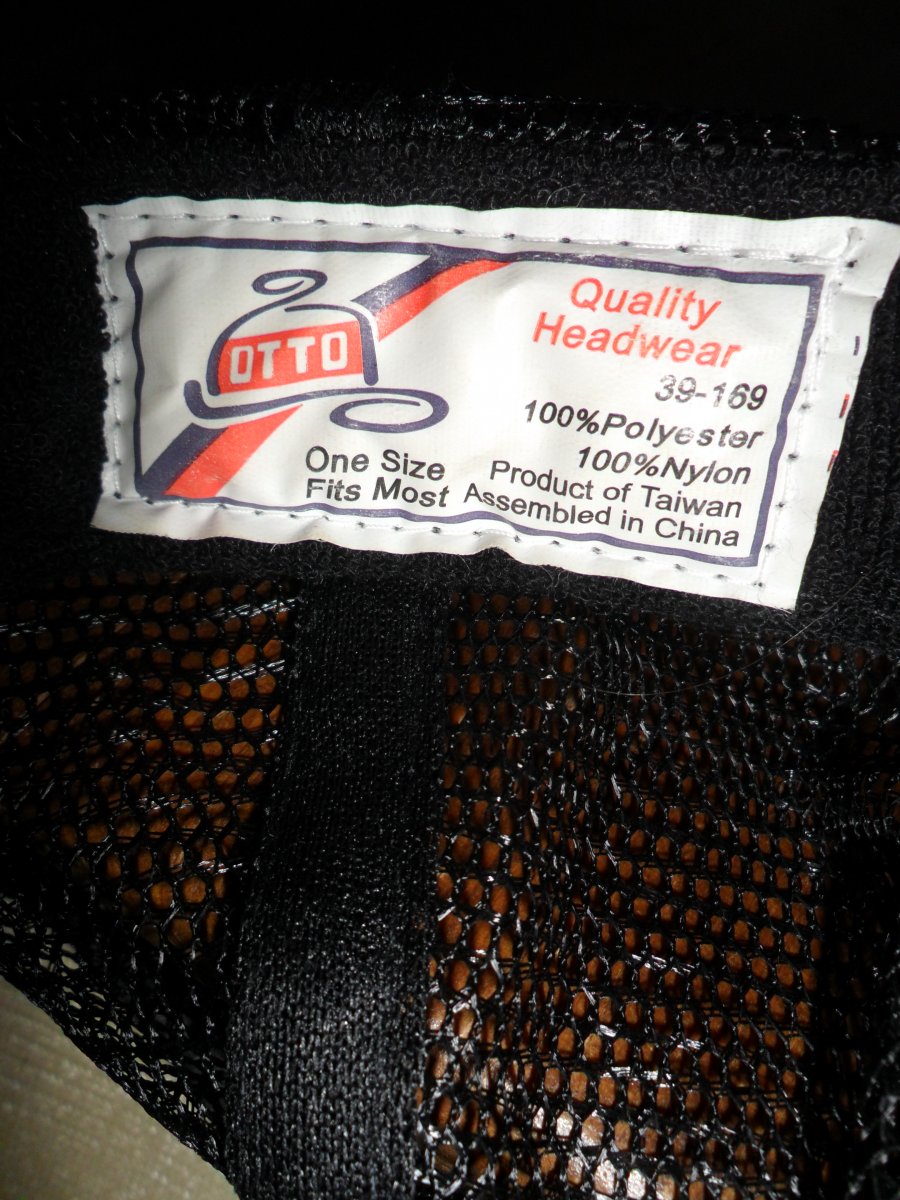 OTTO
Quality
Headwear
39-169
100%Polyester
100%Nylon
Product of Taiwan
Assembled in China
One Size
Fits Most